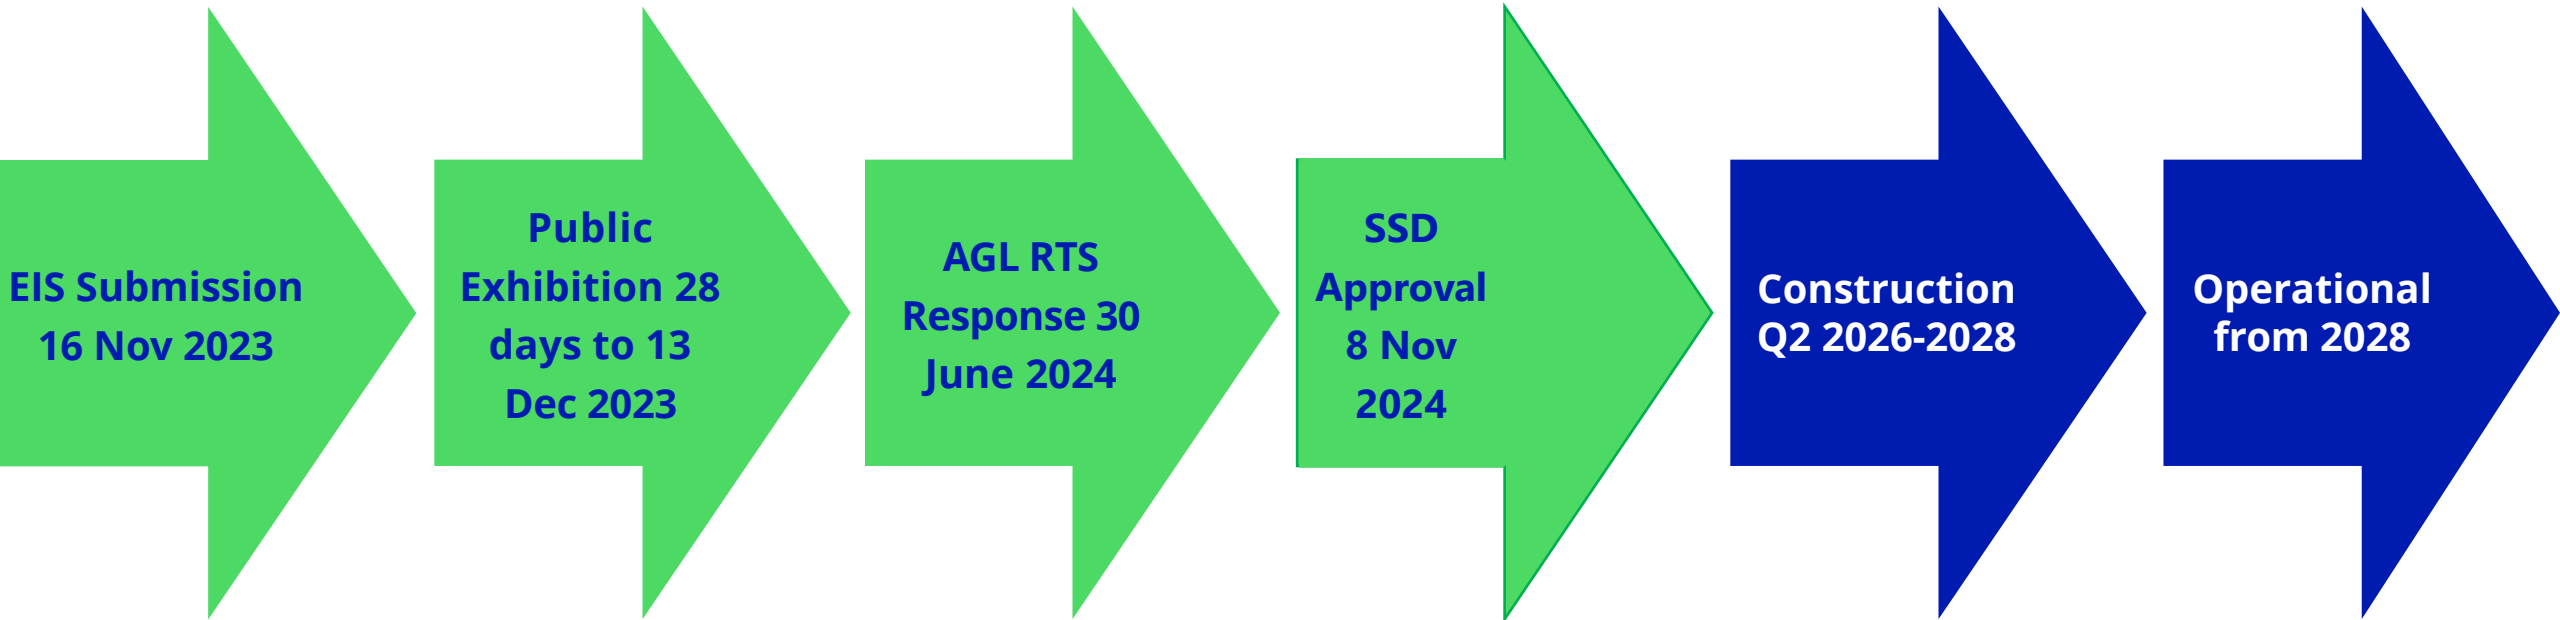 EIS Submission
16 Nov 2023
Public
Exhibition 28
days to 13
Dec 2023
AGL RTS
Response 30
June 2024
SSD
Approval
8 Nov
2024
Construction
Q2 2026-2028
Operational
from 2028